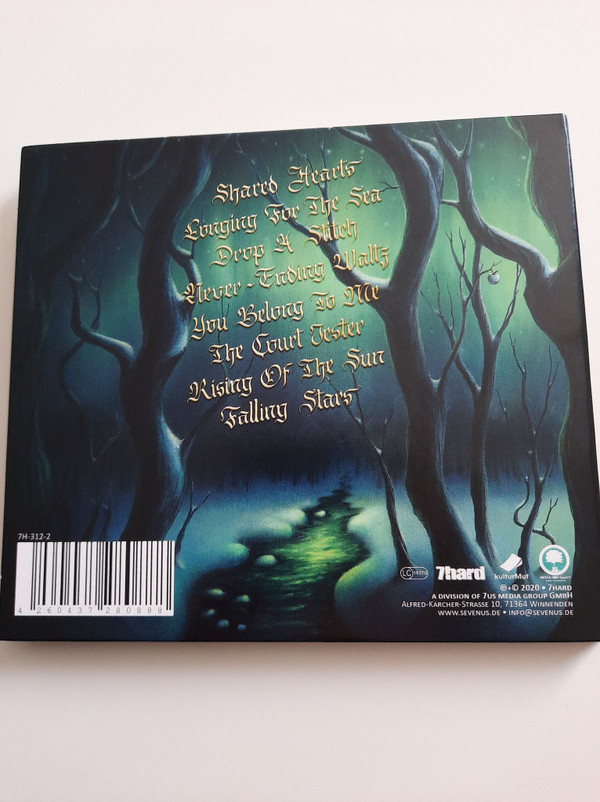 Shared Hearts
Longing For The Sea
Drop A Stitch
Never-Ending Waltz
You Belong To Me
The Court Jester
Rising Of The Sun
Falling Stars
7H-312-2
4 260437 280888
LC
7hard
kulturMut
℗+© 2020 • 7HARD
A DIVISION OF 7US MEDIA GROUP GMBH
ALFRED-KÄRCHER-STRASSE 10, 71364 WINNENDEN
WWW.SEVENUS.DE • INFO@SEVENUS.DE